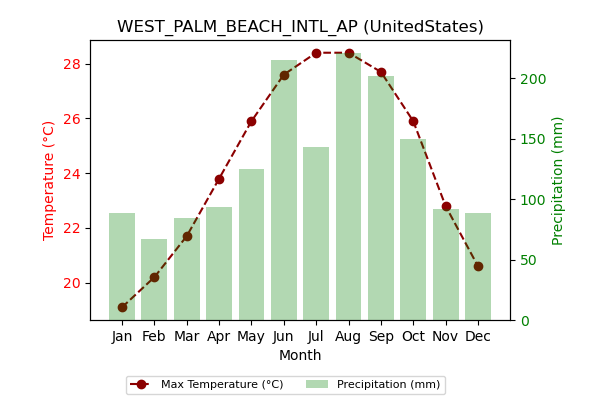 WEST_PALM_BEACH_INTL_AP (UnitedStates)
Temperature (°C)
28
26
24
22
20
Precipitation (mm)
200
150
100
50
0
Jan Feb Mar Apr May Jun Jul Aug Sep Oct Nov Dec
Month
Max Temperature (°C) Precipitation (mm)